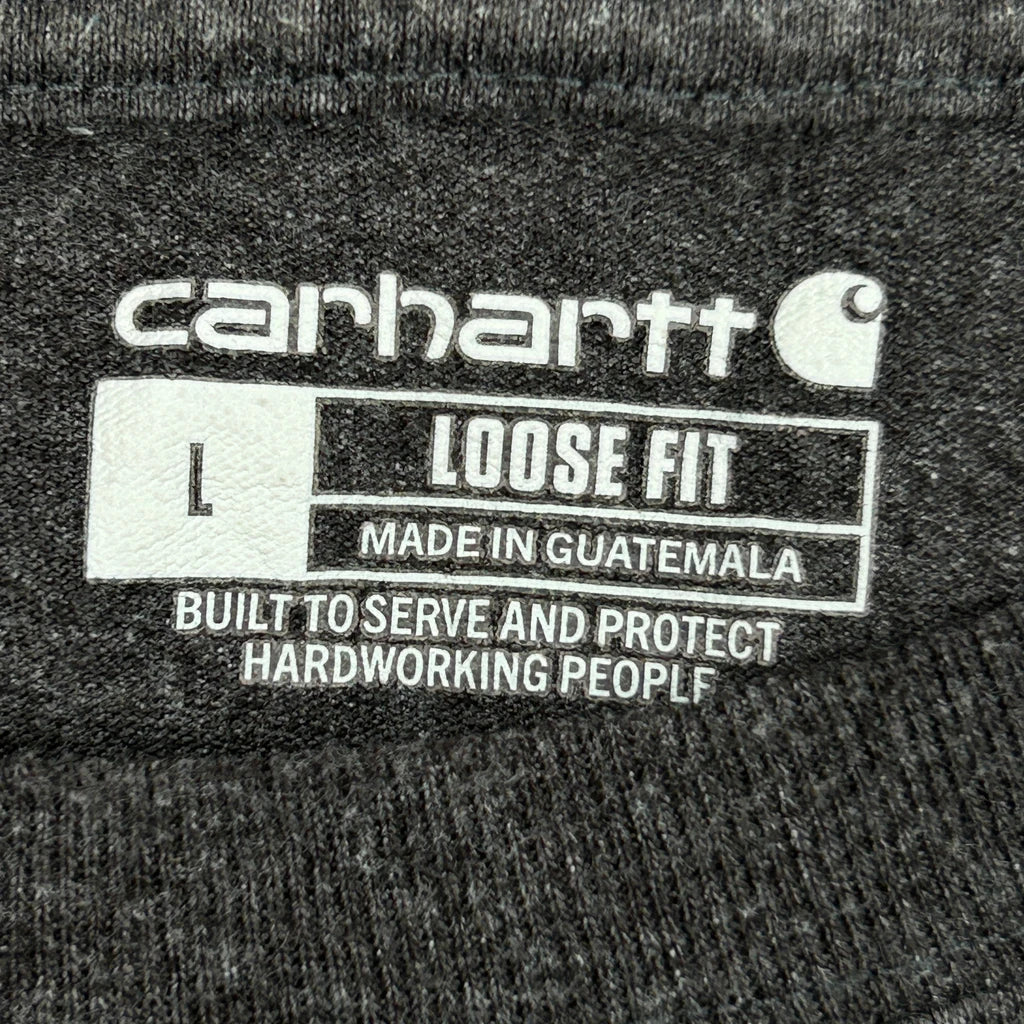 carhartt
L
LOOSE FIT
MADE IN GUATEMALA
BUILT TO SERVE AND PROTECT
HARDWORKING PEOPLE